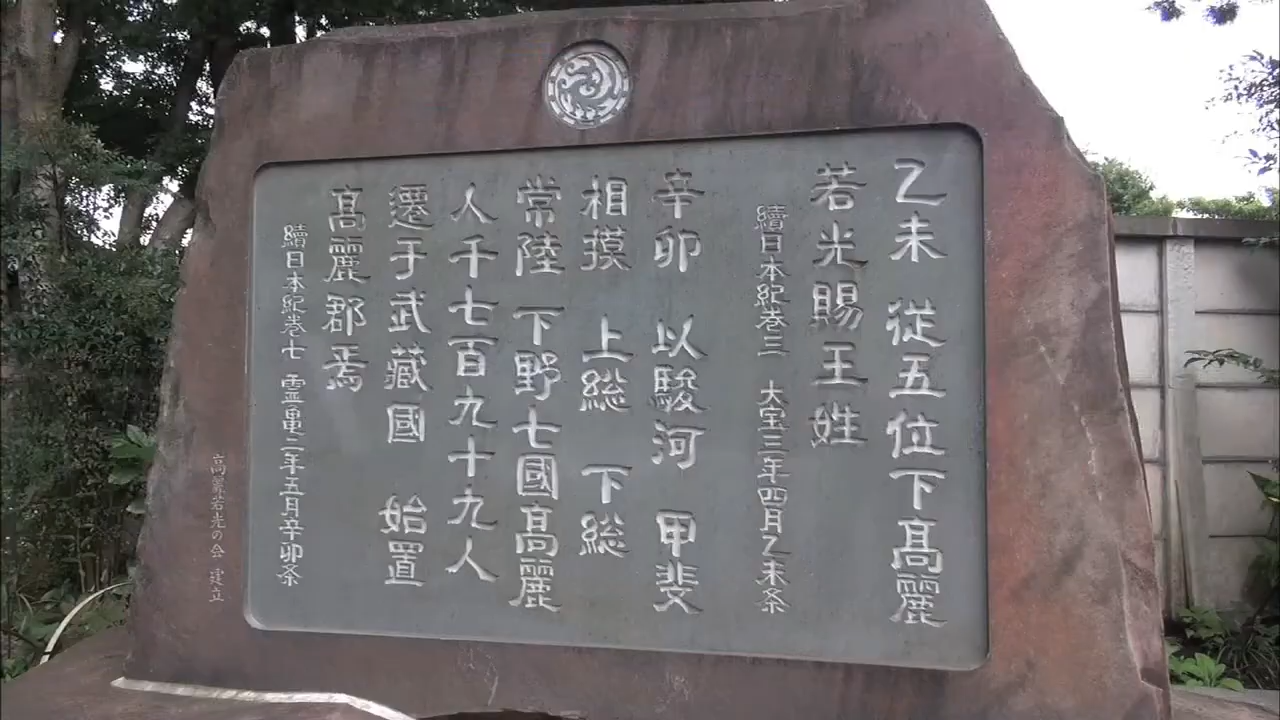 乙未 従五位下髙麗
若光賜王姓
續日本紀巻三 大宝三年四月乙未条
辛卯 以駿河 甲斐
相摸 上総 下総
常陸 下野七國髙麗
人千七百九十九人
遷于武蔵國 始置
髙麗郡焉
續日本紀巻七 霊亀二年五月辛卯条
高麗若光の会 建立